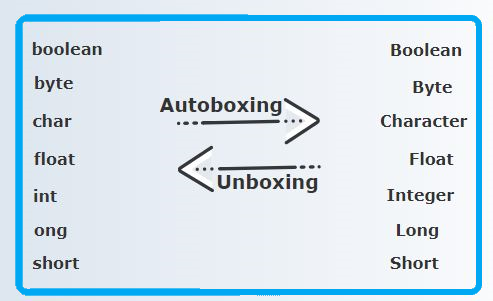 boolean Boolean
byte Byte
Autoboxing
char Character
float Float
Unboxing
int Integer
ong Long
short Short